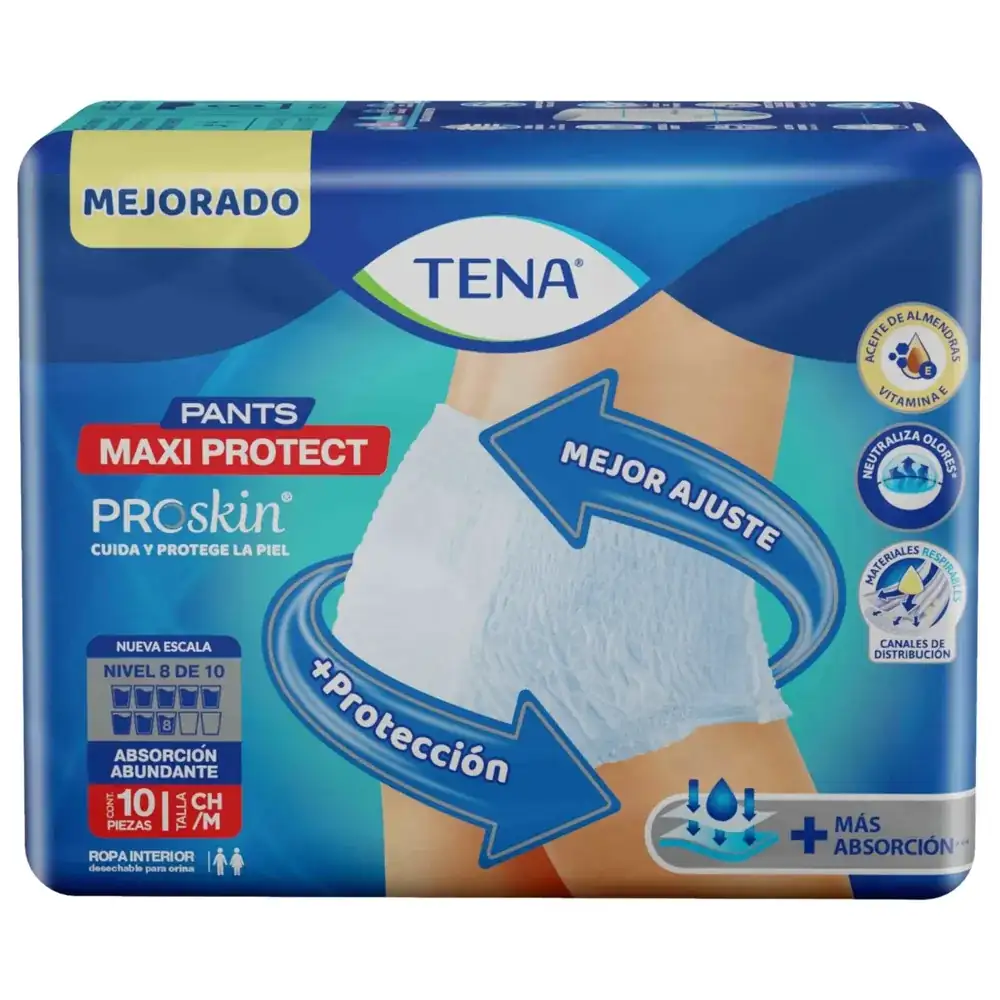 MEJORADO
TENA®
ACEITE DE ALMENDRAS
E
VITAMINA E
PANTS
MAXI PROTECT
PROskin®
CUIDA Y PROTEGE LA PIEL
MEJOR AJUSTE
NEUTRALIZA OLORES*
MATERIALES RESPIRABLES
CANALES DE
DISTRIBUCIÓN
+Protección
NUEVA ESCALA
NIVEL 8 DE 10
8
ABSORCIÓN
ABUNDANTE
CONT. 10 PIEZAS
TALLA CH/M
ROPA INTERIOR
desechable para orina
+ MÁS
ABSORCIÓN